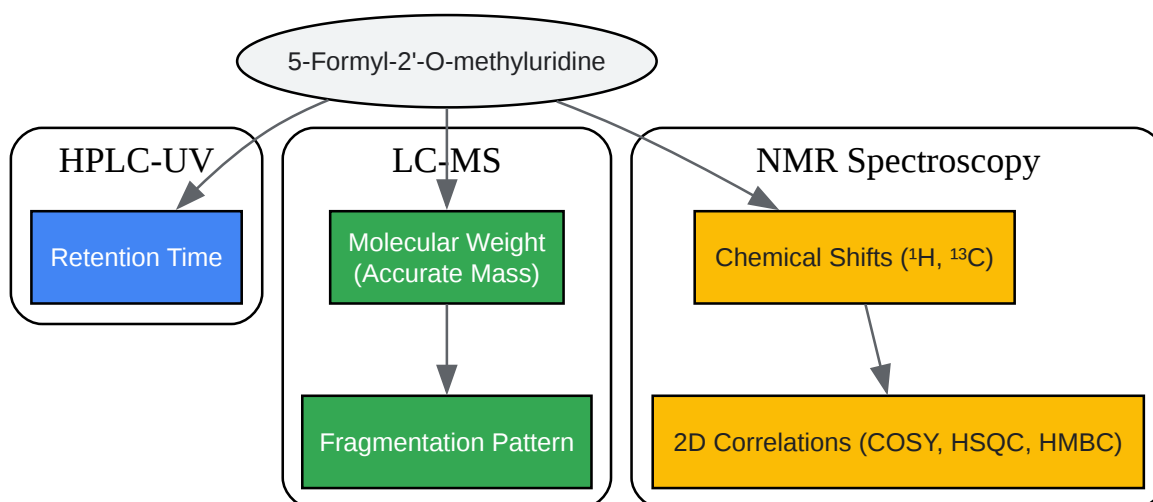 5-Formyl-2'-O-methyluridine
HPLC-UV
LC-MS
NMR Spectroscopy
Retention Time
Molecular Weight
(Accurate Mass)
Chemical Shifts (¹H, ¹³C)
Fragmentation Pattern
2D Correlations (COSY, HSQC, HMBC)